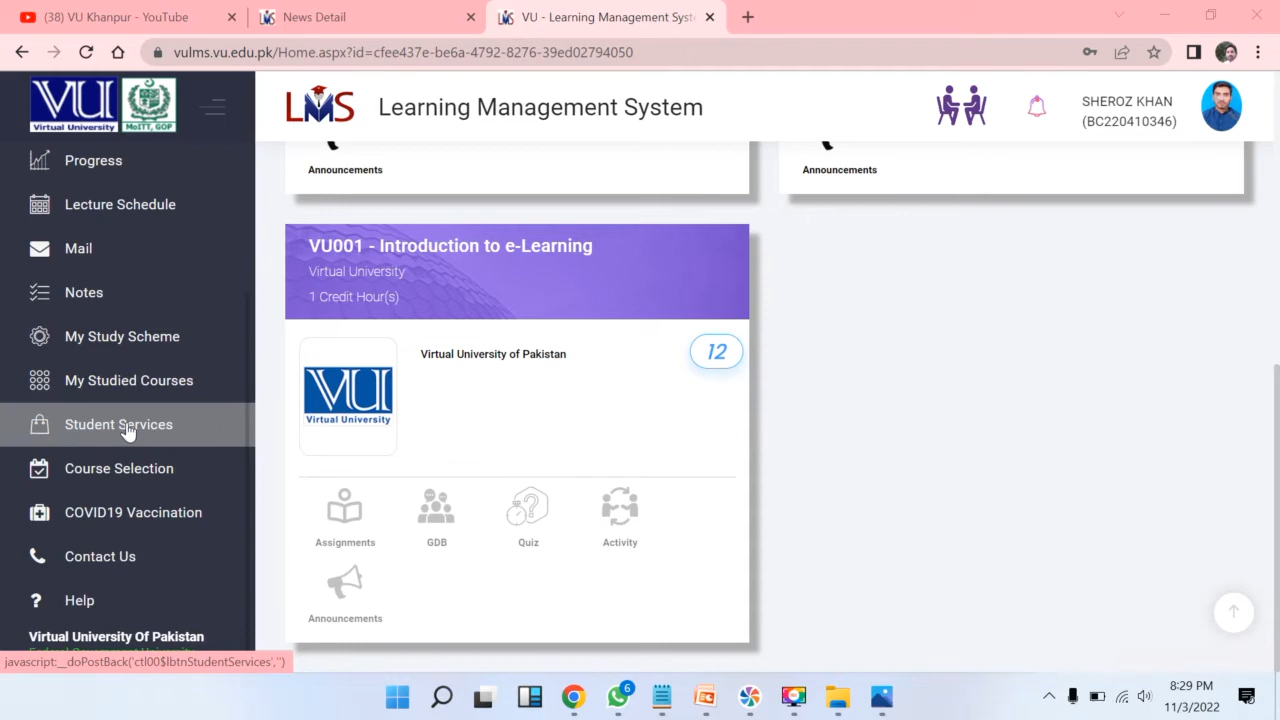 (38) VU Khanpur - YouTube
News Detail
VU - Learning Management Syst
vulms.vu.edu.pk/Home.aspx?id=cfee437e-be6a-4792-8276-39ed02794050
VU
Virtual University
MoITT, GOP
LMS
Learning Management System
SHEROZ KHAN
(BC220410346)
Progress
Lecture Schedule
Mail
Notes
My Study Scheme
My Studied Courses
Student Services
Course Selection
COVID19 Vaccination
Contact Us
Help
Virtual University Of Pakistan
javascript:__doPostBack('ctl00$lbtnStudentServices','')
Announcements
Announcements
VU001 - Introduction to e-Learning
Virtual University
1 Credit Hour(s)
VU
Virtual University
Virtual University of Pakistan
12
Assignments
GDB
Quiz
Activity
Announcements
6
8:29 PM
11/3/2022